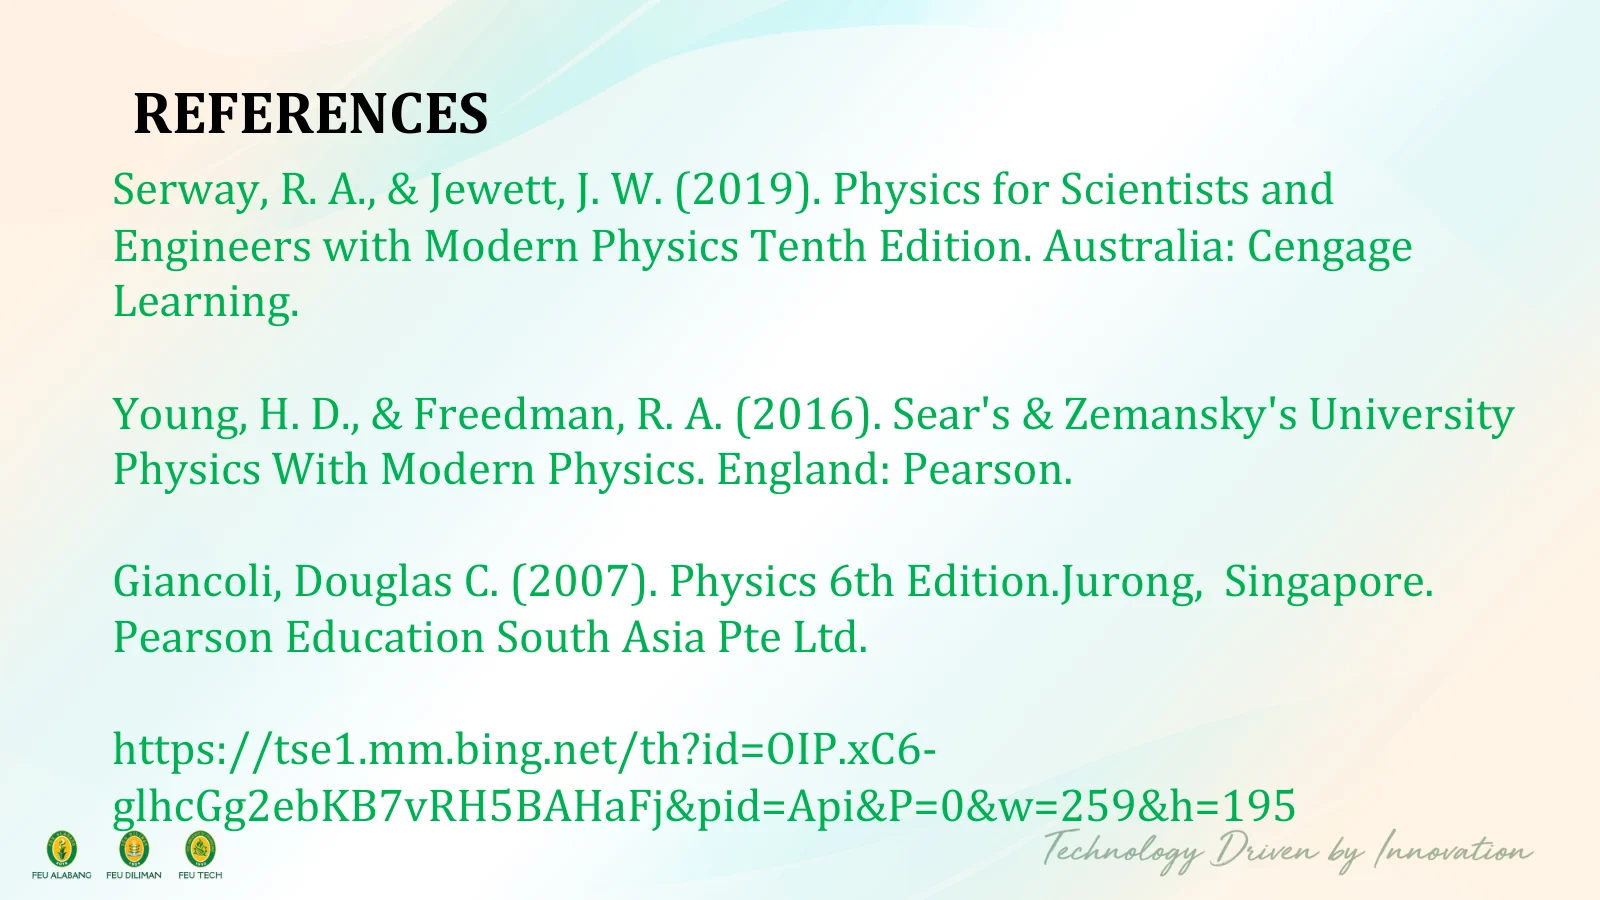 REFERENCES
Serway, R. A., & Jewett, J. W. (2019). Physics for Scientists and
Engineers with Modern Physics Tenth Edition. Australia: Cengage
Learning.
Young, H. D., & Freedman, R. A. (2016). Sear's & Zemansky's University
Physics With Modern Physics. England: Pearson.
Giancoli, Douglas C. (2007). Physics 6th Edition.Jurong,  Singapore.
Pearson Education South Asia Pte Ltd.
https://tse1.mm.bing.net/th?id=OIP.xC6-
glhcGg2ebKB7vRH5BAHaFj&pid=Api&P=0&w=259&h=195
FEU ALABANG FEU DILIMAN FEU TECH
Technology Driven by Innovation